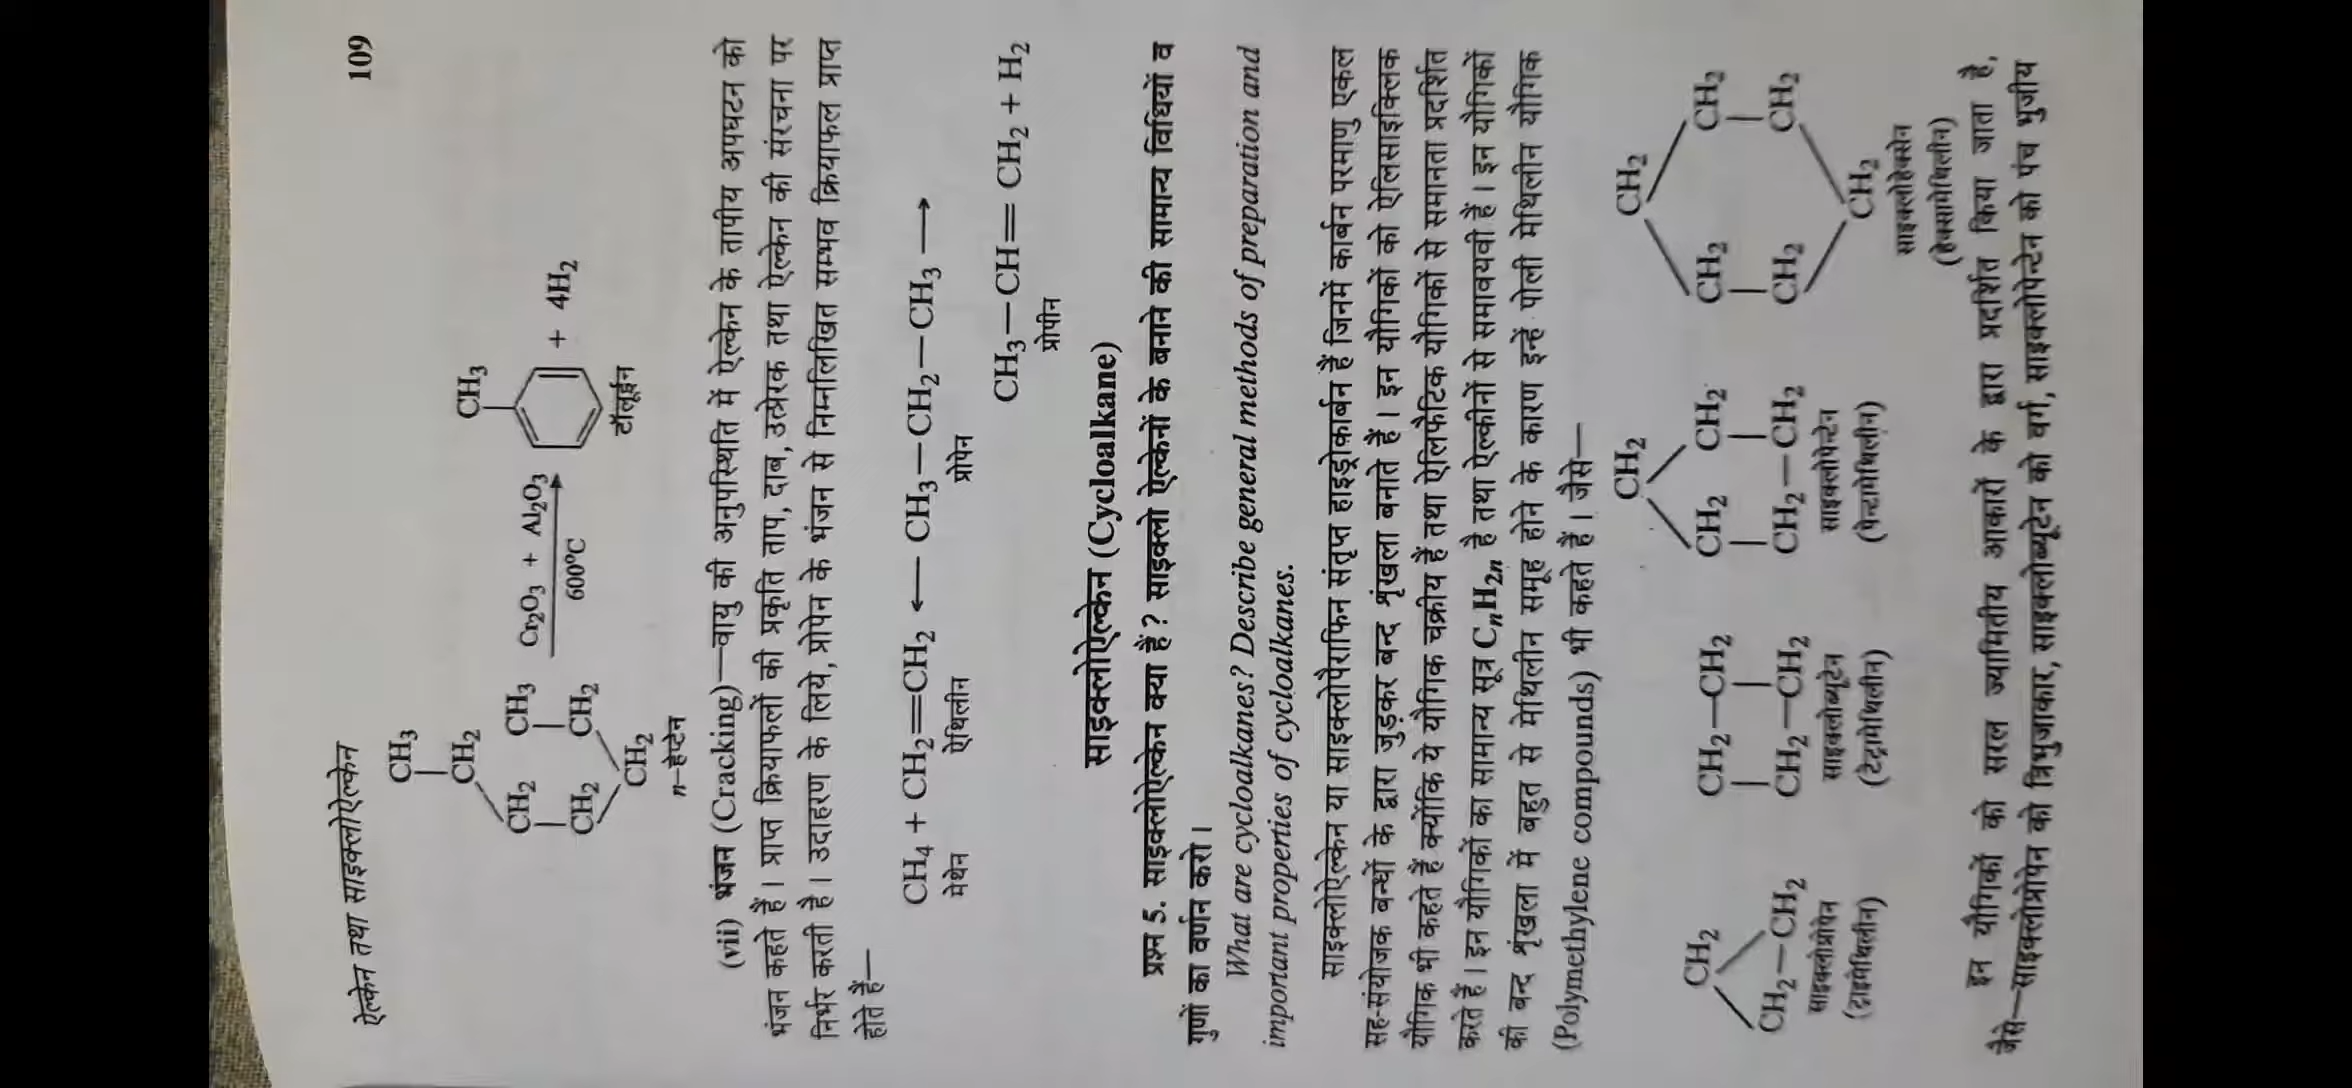 ऐल्केन तथा साइक्लोऐल्केन 109
CH3
CH2
CH2 CH3
CH2 CH2
CH2
n-हेप्टेन
Cr2O3 + Al2O3
600°C
CH3
+ 4H2
टॉलूईन
(vii) भंजन (Cracking)—वायु की अनुपस्थिति में ऐल्केन के तापीय अपघटन को
भंजन कहते हैं। प्राप्त क्रियाफलों की प्रकृति ताप, दाब, उत्प्रेरक तथा ऐल्केन की संरचना पर
निर्भर करती है। उदाहरण के लिये, प्रोपेन के भंजन से निम्नलिखित सम्भव क्रियाफल प्राप्त
होते हैं—
CH4 + CH2=CH2 ⟵ CH3—CH2—CH3 ⟶
मेथेन ऐथिलीन प्रोपेन
CH3—CH=CH2 + H2
प्रोपीन
साइक्लोऐल्केन (Cycloalkane)
प्रश्न 5. साइक्लोऐल्केन क्या हैं? साइक्लो ऐल्केनों के बनाने की सामान्य विधियों व
गुणों का वर्णन करो।
What are cycloalkanes? Describe general methods of preparation and
important properties of cycloalkanes.
साइक्लोऐल्केन या साइक्लोपैराफिन संतृप्त हाइड्रोकार्बन हैं जिनमें कार्बन परमाणु एकल
सह-संयोजक बन्धों के द्वारा जुड़कर बन्द शृंखला बनाते हैं। इन यौगिकों को ऐलिसाइक्लिक
यौगिक भी कहते हैं क्योंकि ये यौगिक चक्रीय हैं तथा ऐलिफैटिक यौगिकों से समानता प्रदर्शित
करते हैं। इन यौगिकों का सामान्य सूत्र CnH2n है तथा ऐल्कीनों से समावयवी हैं। इन यौगिकों
की बन्द शृंखला में बहुत से मेथिलीन समूह होने के कारण इन्हें पोली मेथिलीन यौगिक
(Polymethylene compounds) भी कहते हैं। जैसे—
CH2
CH2—CH2
साइक्लोप्रोपेन
(ट्राइमेथिलीन)
CH2—CH2
CH2—CH2
साइक्लोब्यूटेन
(टेट्रामेथिलीन)
CH2
CH2 CH2
CH2—CH2
साइक्लोपेन्टेन
(पेन्टामेथिलीन)
CH2
CH2 CH2
CH2 CH2
CH2
साइक्लोहेक्सेन
(हेक्सामेथिलीन)
इन यौगिकों को सरल ज्यामितीय आकारों के द्वारा प्रदर्शित किया जाता है,
जैसे—साइक्लोप्रोपेन को त्रिभुजाकार, साइक्लोब्यूटेन को वर्ग, साइक्लोपेन्टेन को पंच भुजीय